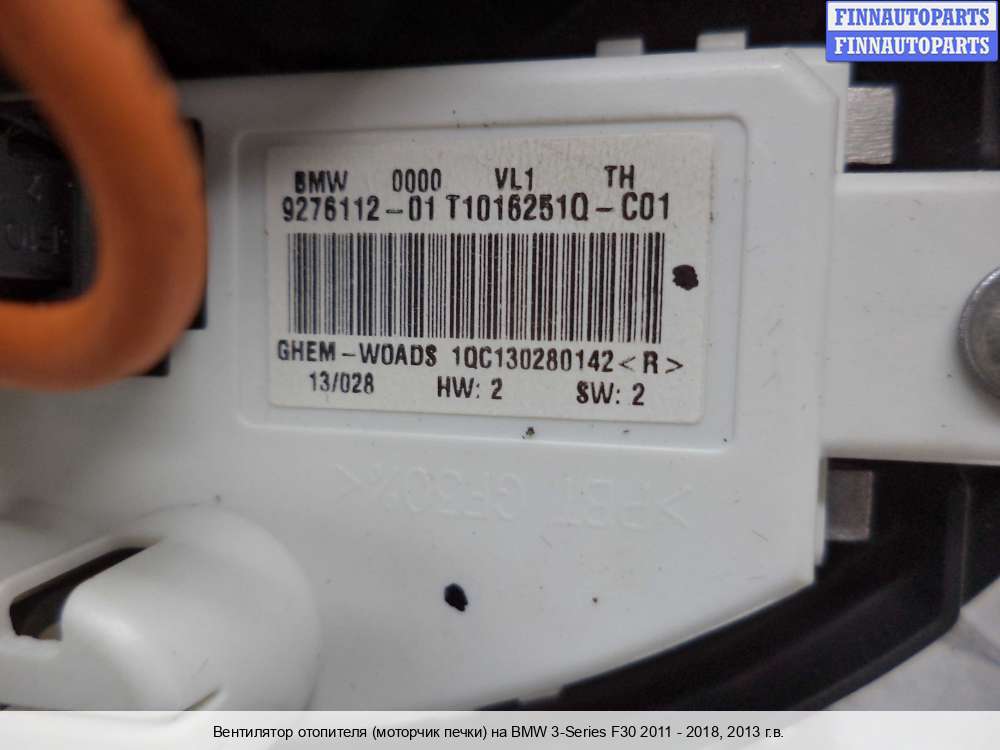 FINNAUTOPARTS
FINNAUTOPARTS
BMW 0000 VL1 TH
9276112-01 T1016251Q-C01
GHEM-WOADS 1QC130280142<R>
13/028 HW: 2 SW: 2
Вентилятор отопителя (моторчик печки) на BMW 3-Series F30 2011 - 2018, 2013 г.в.